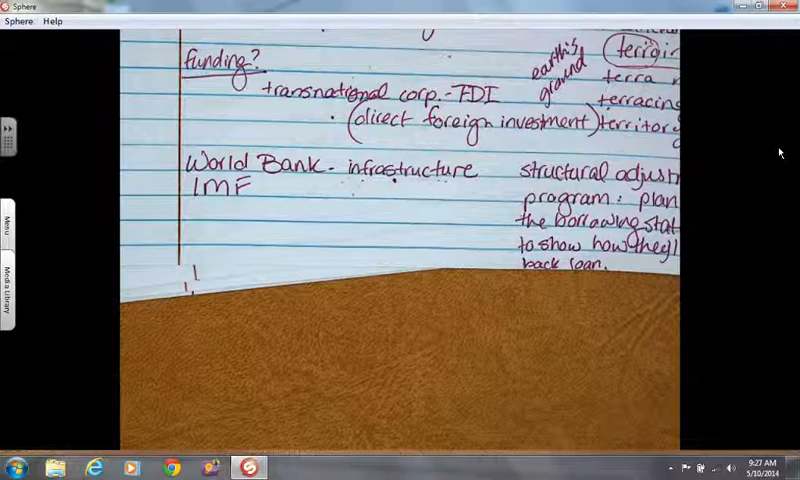 Sphere
Sphere Help
funding?
transnational corp. - FDI
(direct foreign investment)
World Bank - infrastructure
IMF
earth's
ground
terrain
terra
terracing
territory
structural adjust
program: plan
the borrowing stat
to show how they'l
back loan.
Menu
Media Library
9:27 AM
5/10/2014